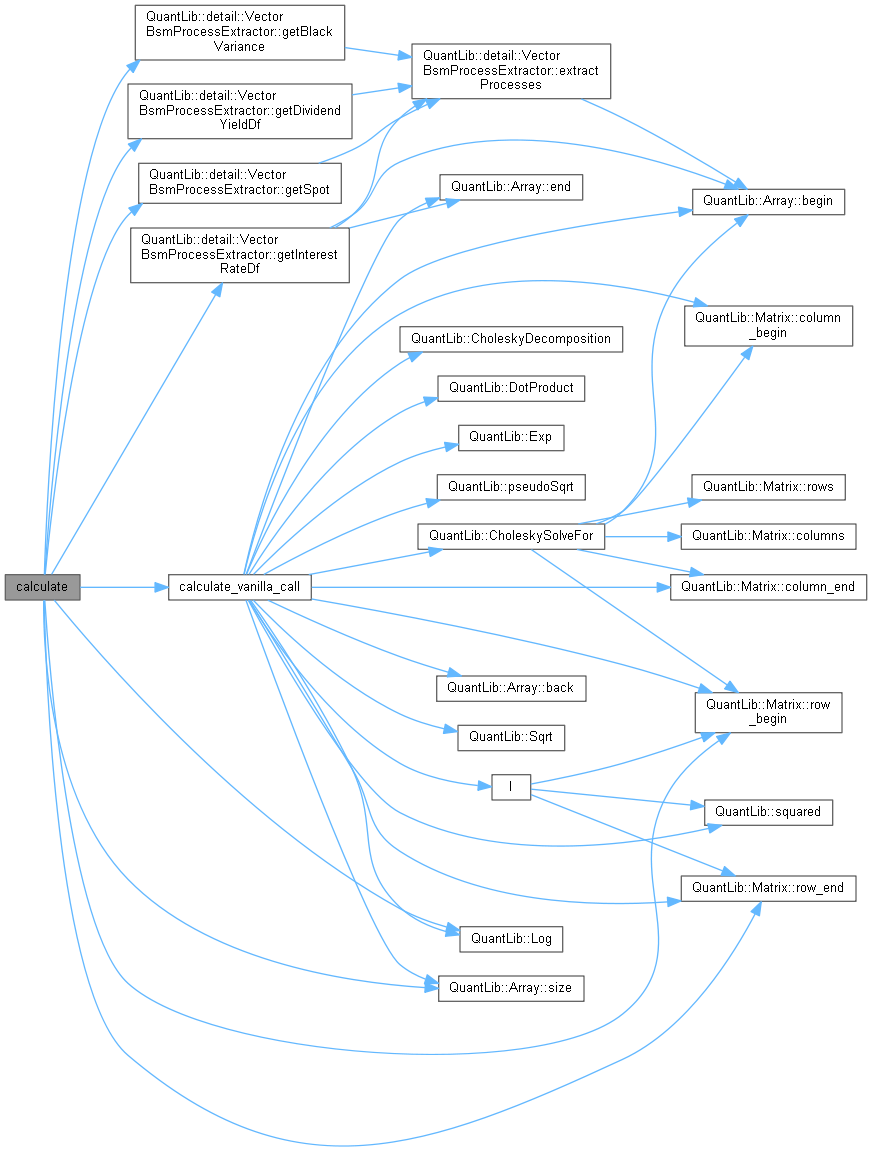 QuantLib::detail::Vector
BsmProcessExtractor::getBlack
Variance
QuantLib::detail::Vector
BsmProcessExtractor::extract
Processes
QuantLib::detail::Vector
BsmProcessExtractor::getDividend
YieldDf
QuantLib::detail::Vector
BsmProcessExtractor::getSpot
QuantLib::Array::end
QuantLib::Array::begin
QuantLib::detail::Vector
BsmProcessExtractor::getInterest
RateDf
QuantLib::Matrix::column
_begin
QuantLib::CholeskyDecomposition
QuantLib::DotProduct
QuantLib::Exp
QuantLib::pseudoSqrt
QuantLib::Matrix::rows
QuantLib::CholeskySolveFor
QuantLib::Matrix::columns
calculate
calculate_vanilla_call
QuantLib::Matrix::column_end
QuantLib::Array::back
QuantLib::Matrix::row
_begin
QuantLib::Sqrt
I
QuantLib::squared
QuantLib::Matrix::row_end
QuantLib::Log
QuantLib::Array::size